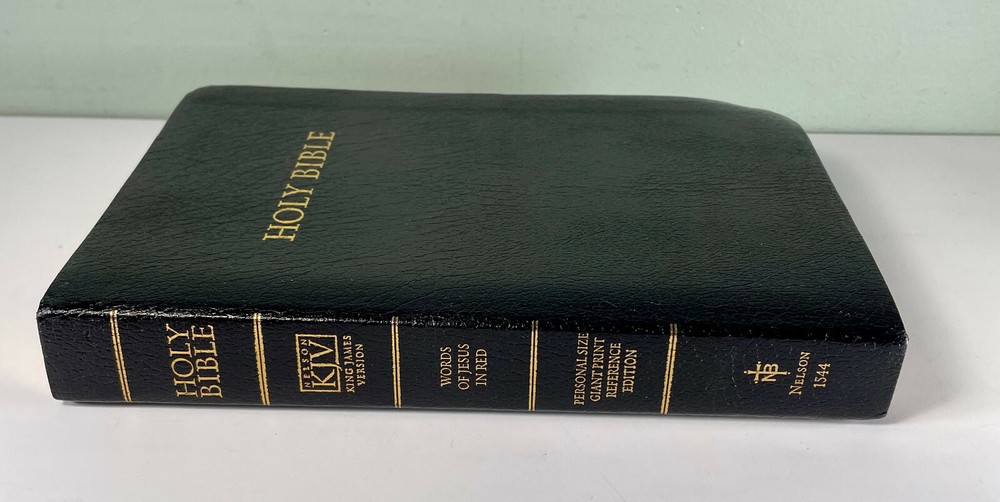 HOLY BIBLE
HOLY
BIBLE
NELSON
KJV
KING JAMES
VERSION
WORDS
OF JESUS
IN RED
PERSONAL SIZE
GIANT PRINT
REFERENCE
EDITION
NB
NELSON
1544